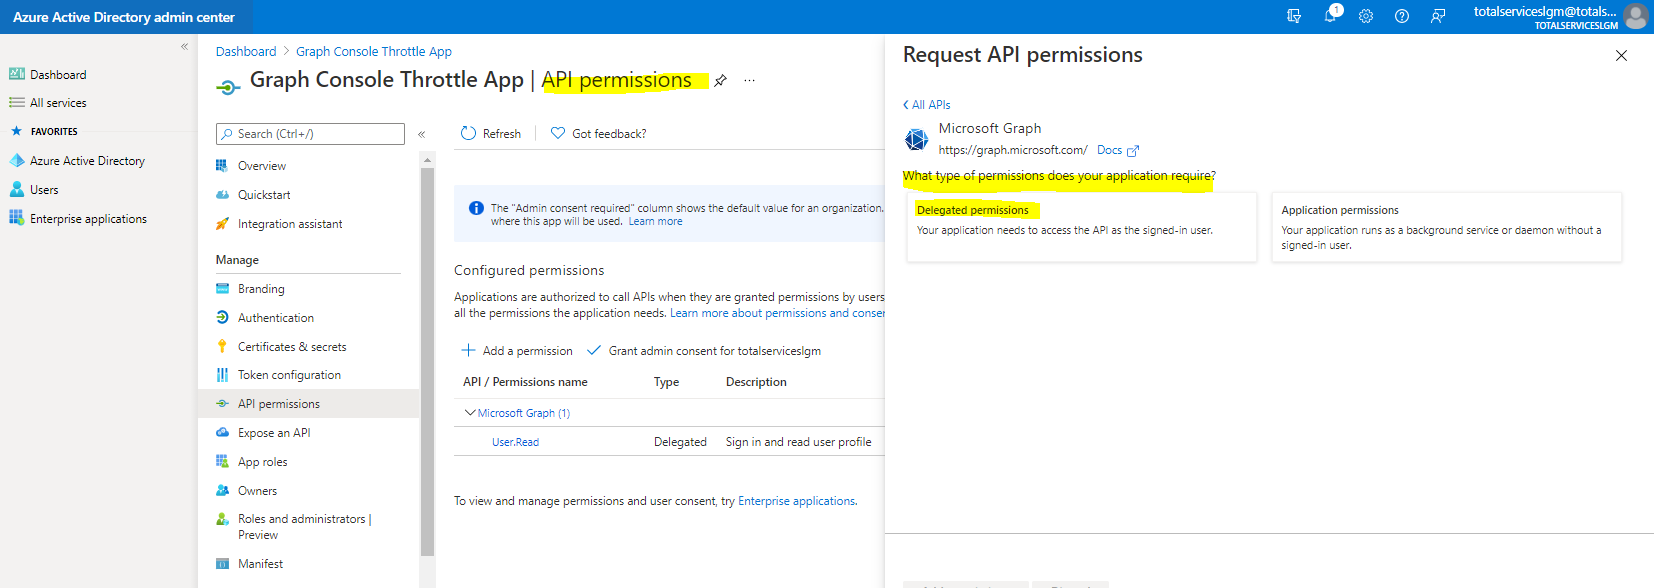 Azure Active Directory admin center
1
totalserviceslgm@totals...
TOTALSERVICESLGM
«
Dashboard
All services
FAVORITES
Azure Active Directory
Users
Enterprise applications
Dashboard > Graph Console Throttle App
Graph Console Throttle App | API permissions
...
Search (Ctrl+/)
«
Overview
Quickstart
Integration assistant
Manage
Branding
Authentication
Certificates & secrets
Token configuration
API permissions
Expose an API
App roles
Owners
Roles and administrators |
Preview
Manifest
Refresh
Got feedback?
The "Admin consent required" column shows the default value for an organization.
where this app will be used. Learn more
Configured permissions
Applications are authorized to call APIs when they are granted permissions by users
all the permissions the application needs. Learn more about permissions and conser
Add a permission
Grant admin consent for totalserviceslgm
API / Permissions name Type Description
Microsoft Graph (1)
User.Read Delegated Sign in and read user profile
To view and manage permissions and user consent, try Enterprise applications.
Request API permissions
All APIs
Microsoft Graph
https://graph.microsoft.com/ Docs
What type of permissions does your application require?
Delegated permissions
Your application needs to access the API as the signed-in user.
Application permissions
Your application runs as a background service or daemon without a
signed-in user.